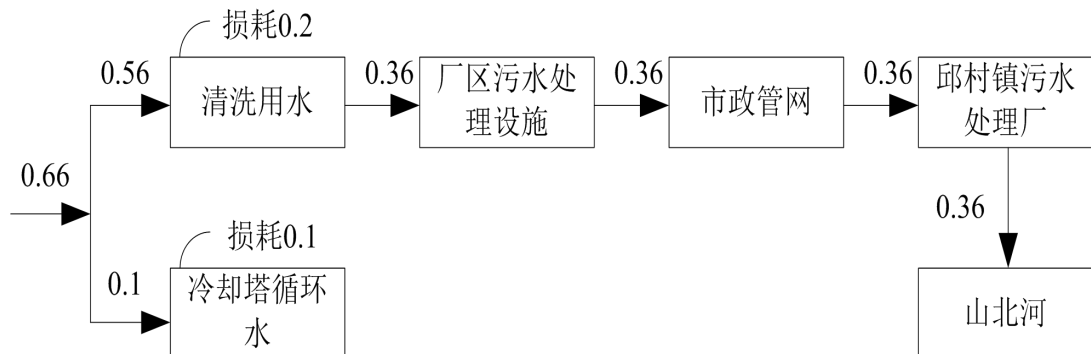 损耗0.2
0.56
清洗用水
0.36
厂区污水处
理设施
0.36
市政管网
0.36
邱村镇污水
处理厂
0.66
0.36
损耗0.1
0.1
冷却塔循环
水
山北河